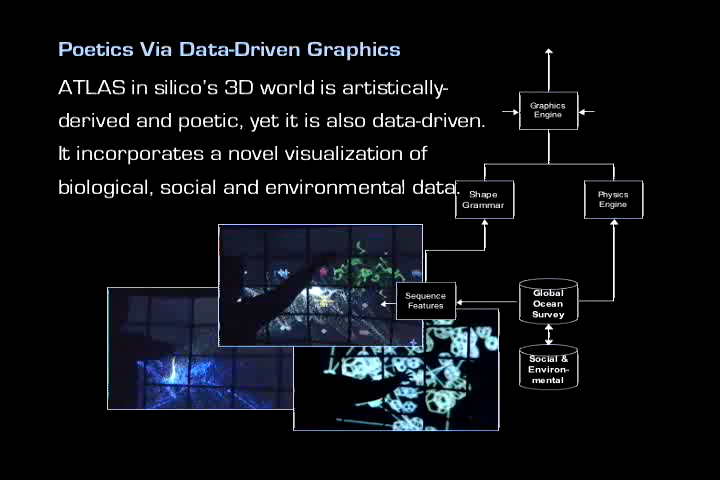 Poetics Via Data-Driven Graphics
ATLAS in silico's 3D world is artistically-
derived and poetic, yet it is also data-driven.
It incorporates a novel visualization of
biological, social and environmental data.
Graphics
Engine
Shape
Grammar
Physics
Engine
Sequence
Features
Global
Ocean
Survey
Social &
Environ-
mental